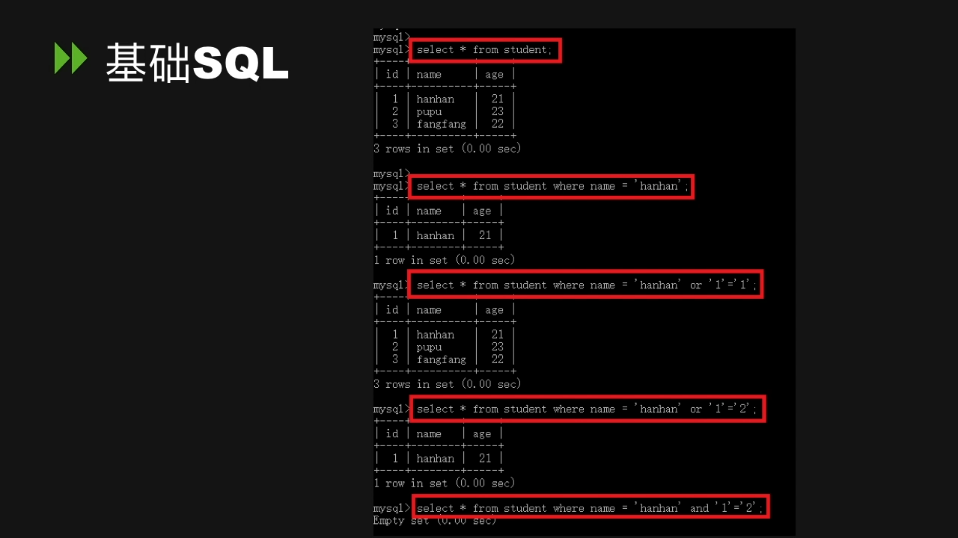 基础SQL
mysql>
mysql> select * from student;
+----+----------+-----+
| id | name     | age |
+----+----------+-----+
|  1 | hanhan   |  21 |
|  2 | pupu     |  23 |
|  3 | fangfang |  22 |
+----+----------+-----+
3 rows in set (0.00 sec)
mysql>
mysql> select * from student where name = 'hanhan';
+----+--------+-----+
| id | name   | age |
+----+--------+-----+
|  1 | hanhan |  21 |
+----+--------+-----+
1 row in set (0.00 sec)
mysql> select * from student where name = 'hanhan' or '1'='1';
+----+----------+-----+
| id | name     | age |
+----+----------+-----+
|  1 | hanhan   |  21 |
|  2 | pupu     |  23 |
|  3 | fangfang |  22 |
+----+----------+-----+
3 rows in set (0.00 sec)
mysql> select * from student where name = 'hanhan' or '1'='2';
+----+--------+-----+
| id | name   | age |
+----+--------+-----+
|  1 | hanhan |  21 |
+----+--------+-----+
1 row in set (0.00 sec)
mysql> select * from student where name = 'hanhan' and '1'='2';
Empty set (0.00 sec)